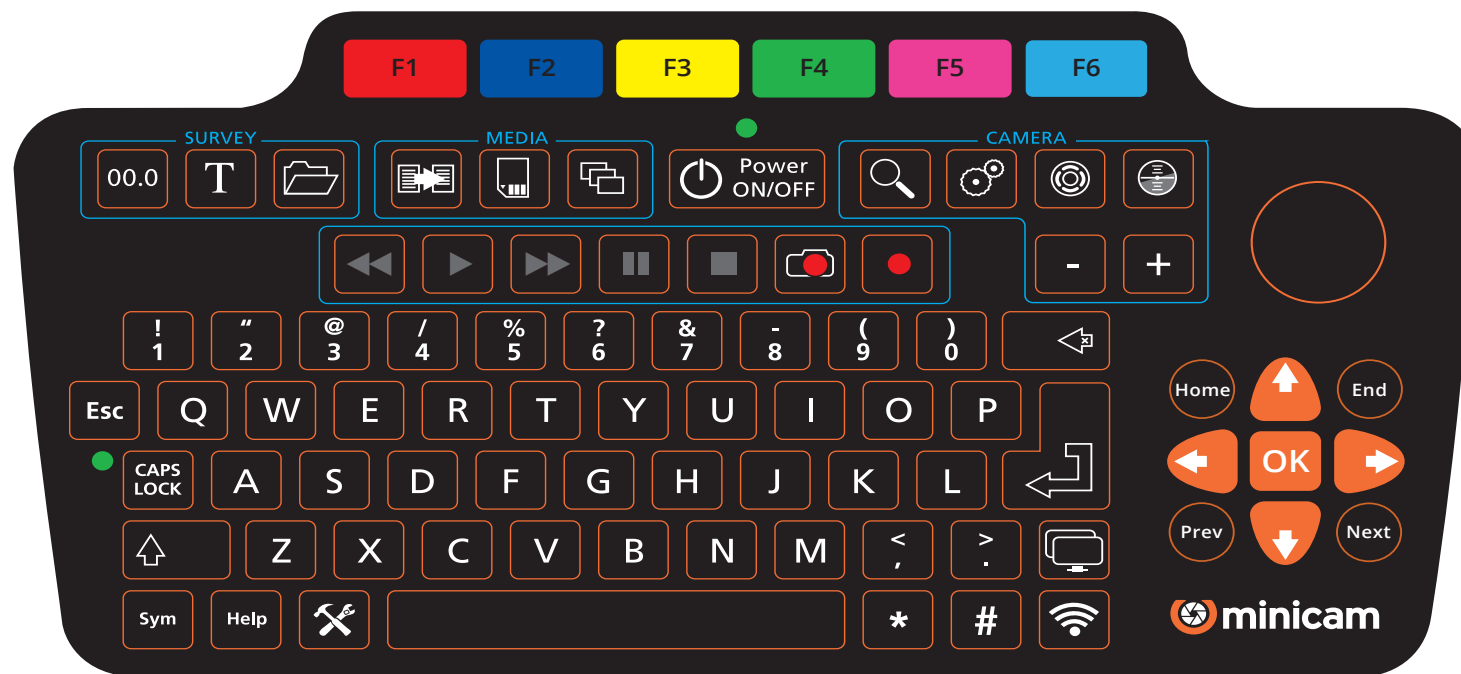 F1 F2 F3 F4 F5 F6
SURVEY MEDIA CAMERA
00.0 T Power
ON/OFF
- +
! “ @ / % ? & - ( )
1 2 3 4 5 6 7 8 9 0
Esc Q W E R T Y U I O P
CAPS
LOCK A S D F G H J K L
Z X C V B N M < >
, .
Sym Help * #
Home End
OK
Prev Next
minicam